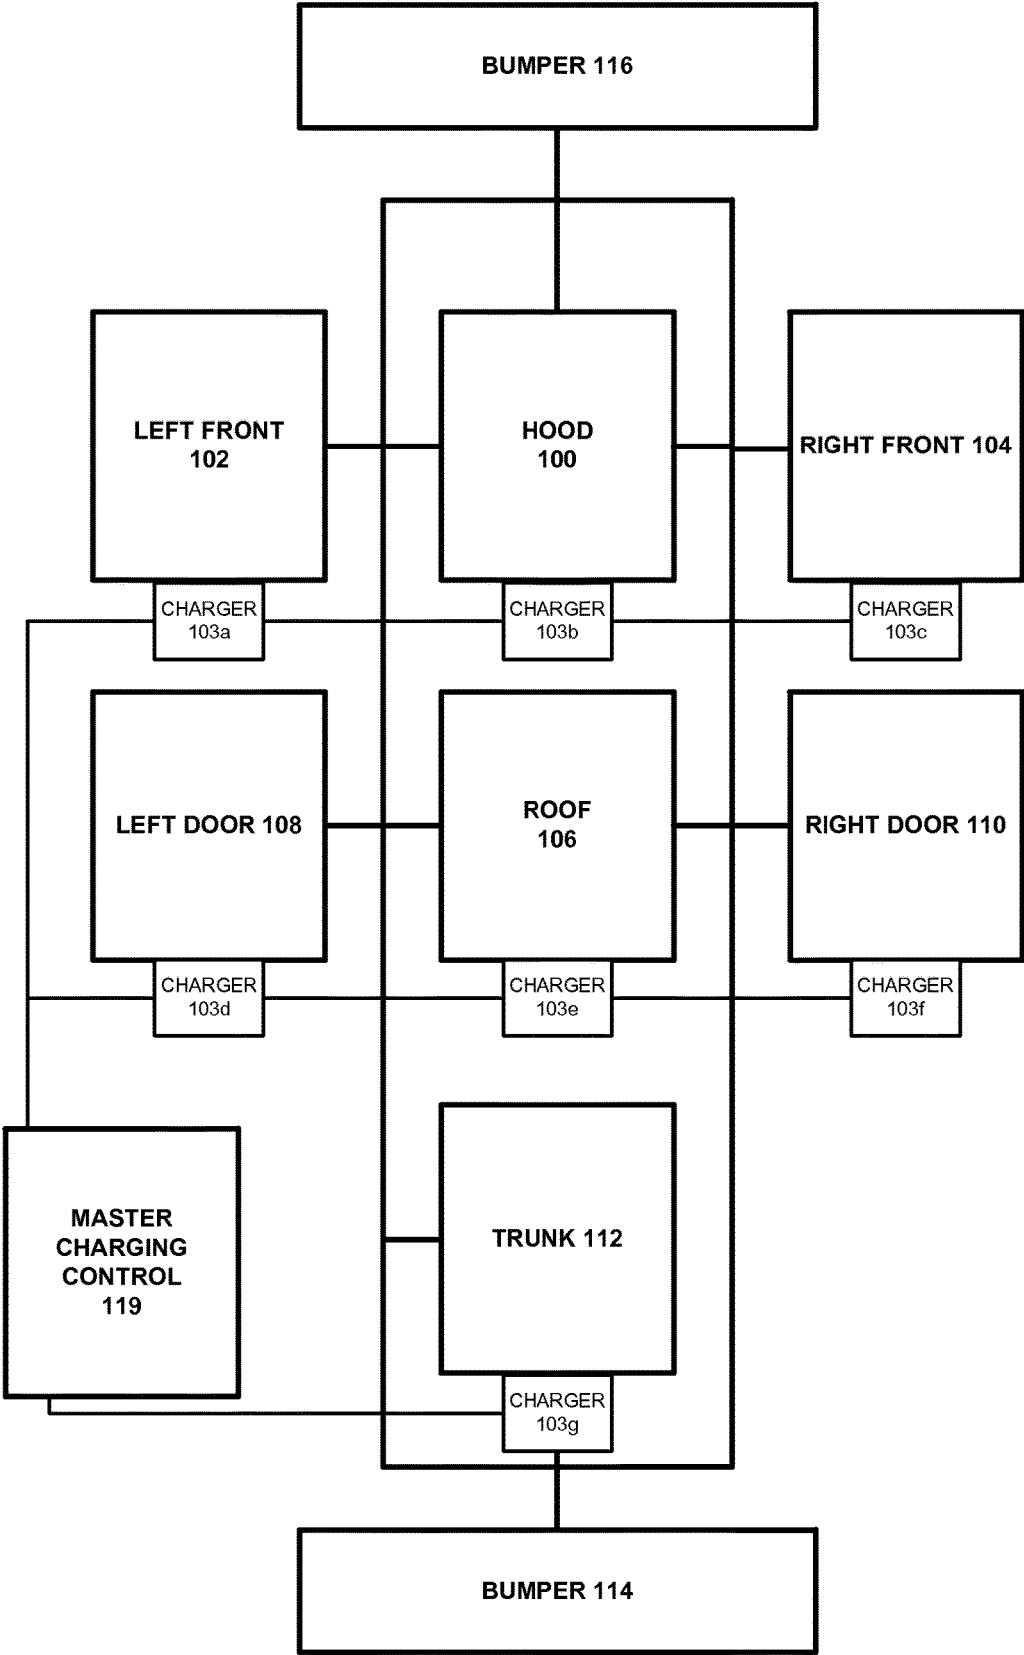 BUMPER 116
LEFT FRONT
102
HOOD
100
RIGHT FRONT 104
CHARGER
103a
CHARGER
103b
CHARGER
103c
LEFT DOOR 108
ROOF
106
RIGHT DOOR 110
CHARGER
103d
CHARGER
103e
CHARGER
103f
MASTER
CHARGING
CONTROL
119
TRUNK 112
CHARGER
103g
BUMPER 114